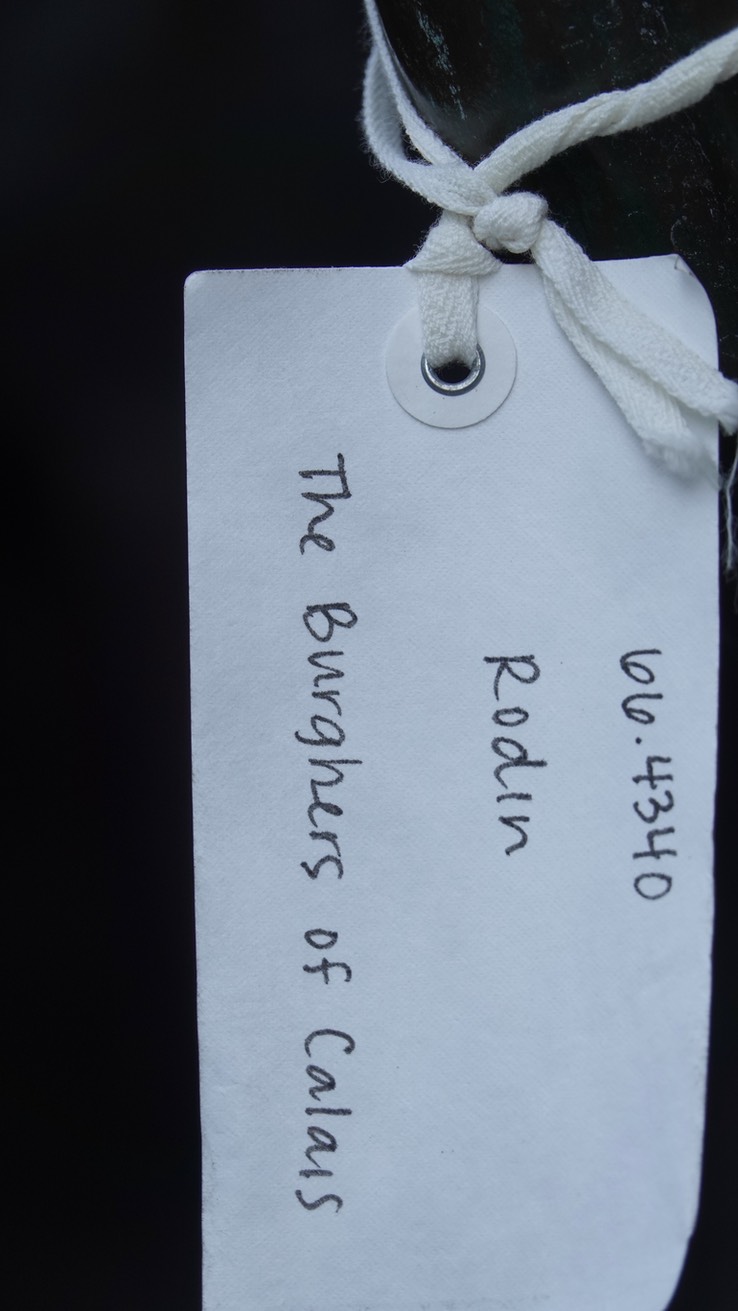 66.4340
Rodin
The Burghers of Calais